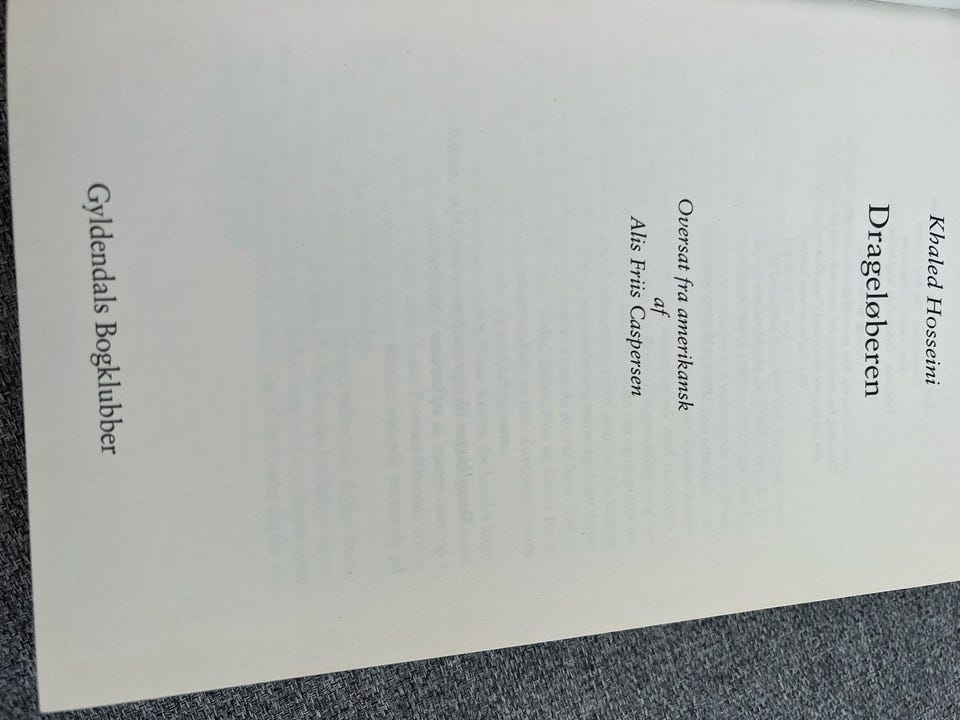 Khaled Hosseini
Drageløberen
Oversat fra amerikansk
af
Alis Friis Caspersen
Gyldendals Bogklubber